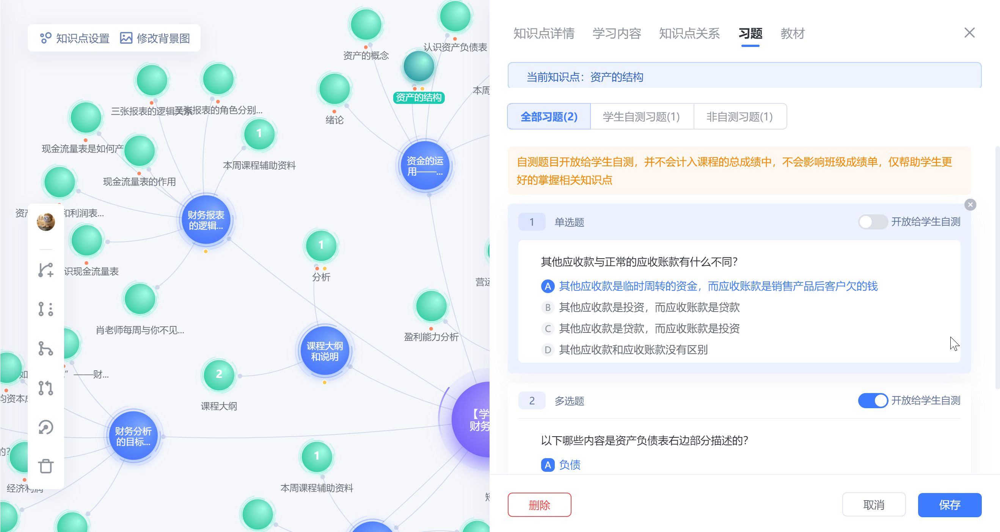 知识点设置
修改背景图
资产的概念
认识资产负债表
资产的结构
本周
绪论
三张报表的逻辑关系
三张报表的角色分别...
1
现金流量表是如何产
本周课程辅助资料
现金流量表的作用
资金的运
用——...
资产
和利润表...
财务报表
的逻辑...
1
分析
识现金流量表
营运
盈利能力分析
肖老师每周与你不见...
课程大纲
和说明
2
课程大纲
如
” ——财...
均资本成
【学
财务
财务分析
的目标...
的?
1
本周课程辅助资料
经济利润
知识点详情
学习内容
知识点关系
习题
教材
当前知识点：资产的结构
全部习题(2)
学生自测习题(1)
非自测习题(1)
自测题目开放给学生自测，并不会计入课程的总成绩中，不会影响班级成绩单，仅帮助学生更
好的掌握相关知识点
1
单选题
开放给学生自测
其他应收款与正常的应收账款有什么不同？
A 其他应收款是临时周转的资金，而应收账款是销售产品后客户欠的钱
B 其他应收款是投资，而应收账款是贷款
C 其他应收款是贷款，而应收账款是投资
D 其他应收款和应收账款没有区别
2
多选题
开放给学生自测
以下哪些内容是资产负债表右边部分描述的？
A 负债
删除
取消
保存